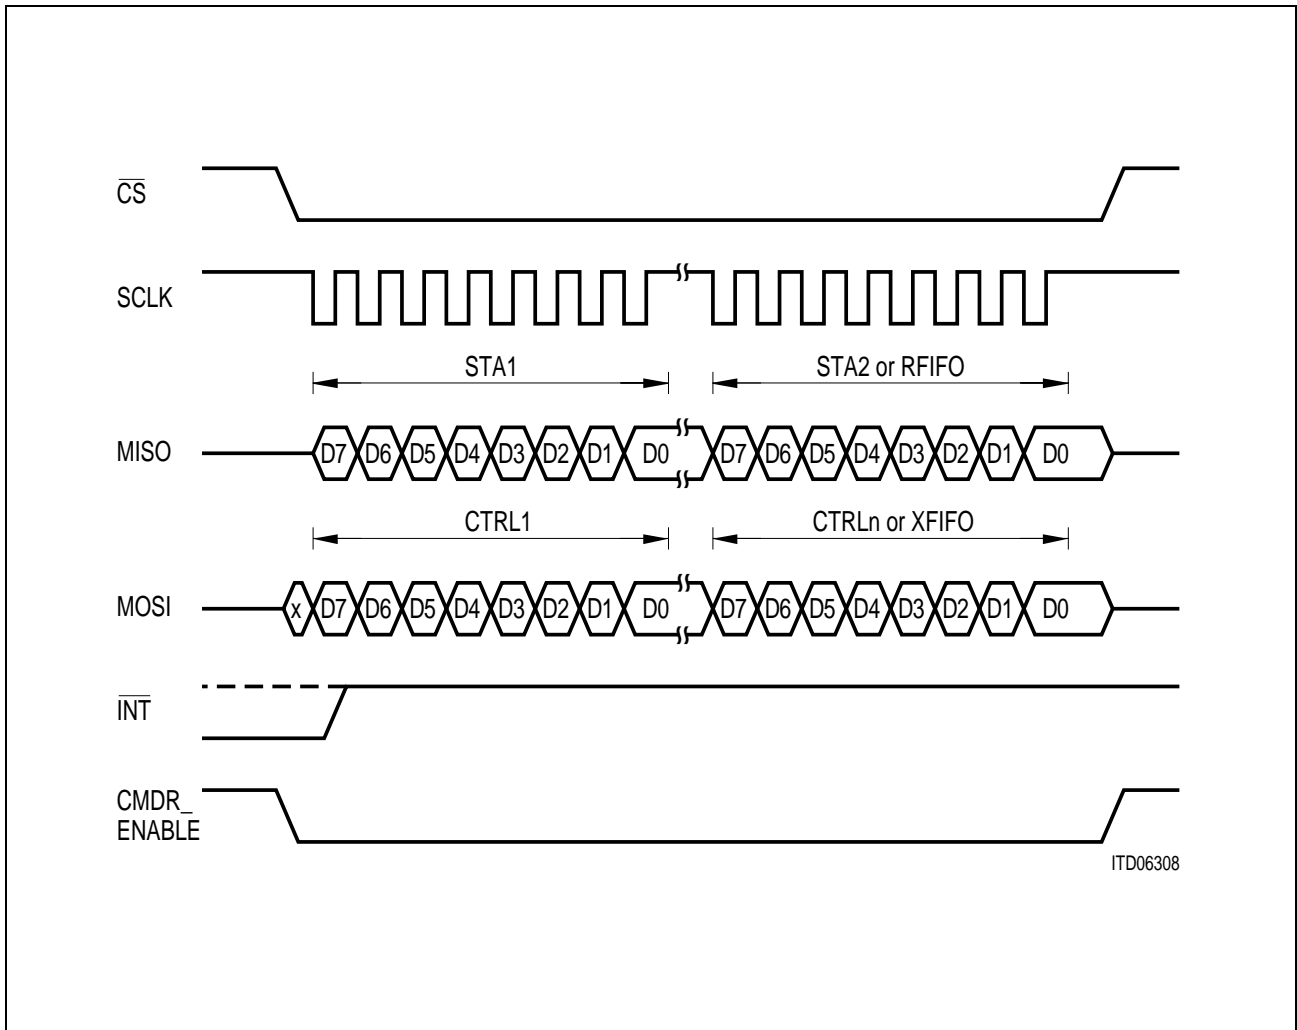 CS
SCLK
STA1 STA2 or RFIFO
MISO D7 D6 D5 D4 D3 D2 D1 D0 D7 D6 D5 D4 D3 D2 D1 D0
CTRL1 CTRLn or XFIFO
MOSI x D7 D6 D5 D4 D3 D2 D1 D0 D7 D6 D5 D4 D3 D2 D1 D0
INT
CMDR_
ENABLE
ITD06308